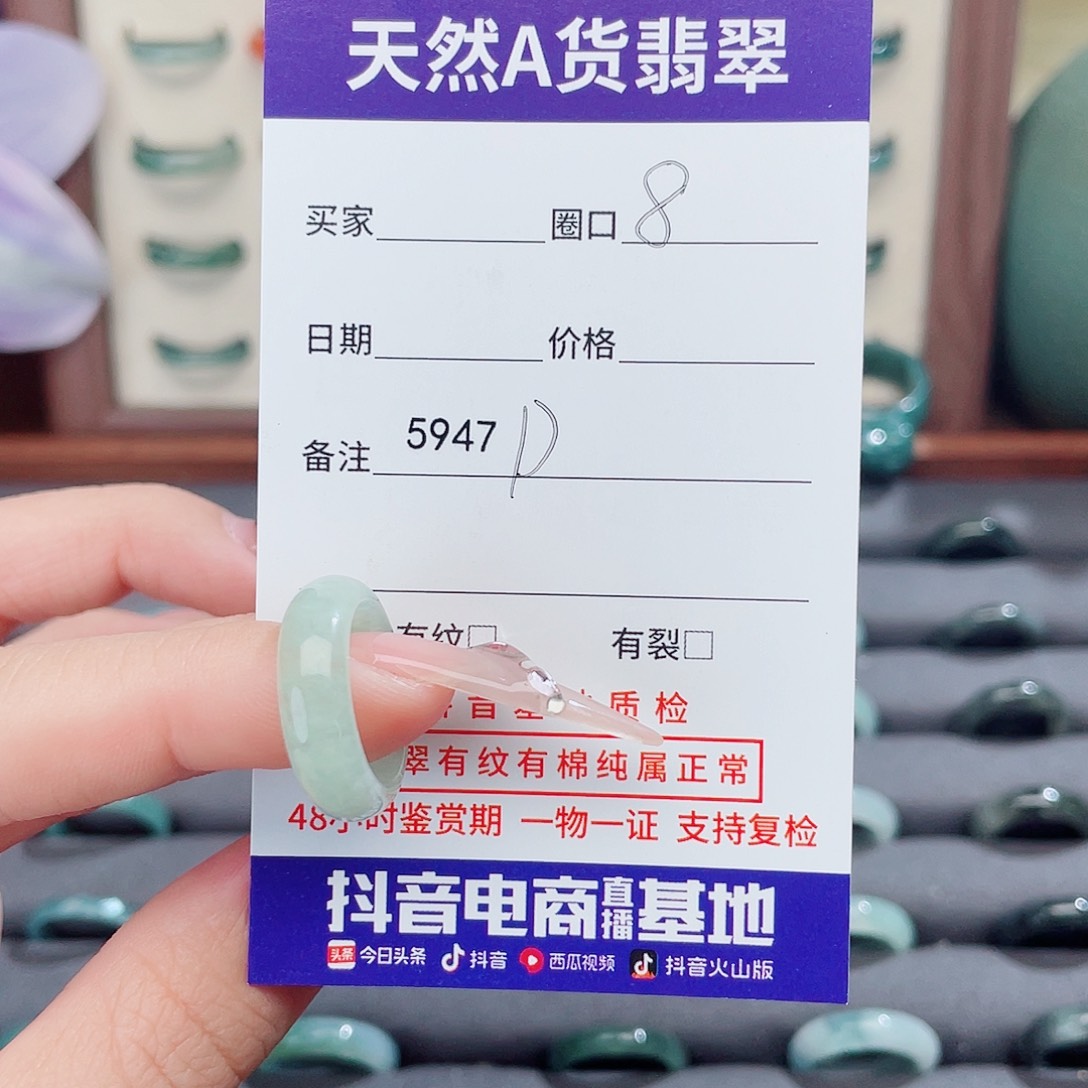 天然A货翡翠
买家 圈口 8
日期 价格
备注 5947 D
有纹 有裂
质检
翠有纹有棉纯属正常
48小时鉴赏期 一物一证 支持复检
抖音电商直播基地
头条 今日头条 抖音 西瓜视频 抖音火山版